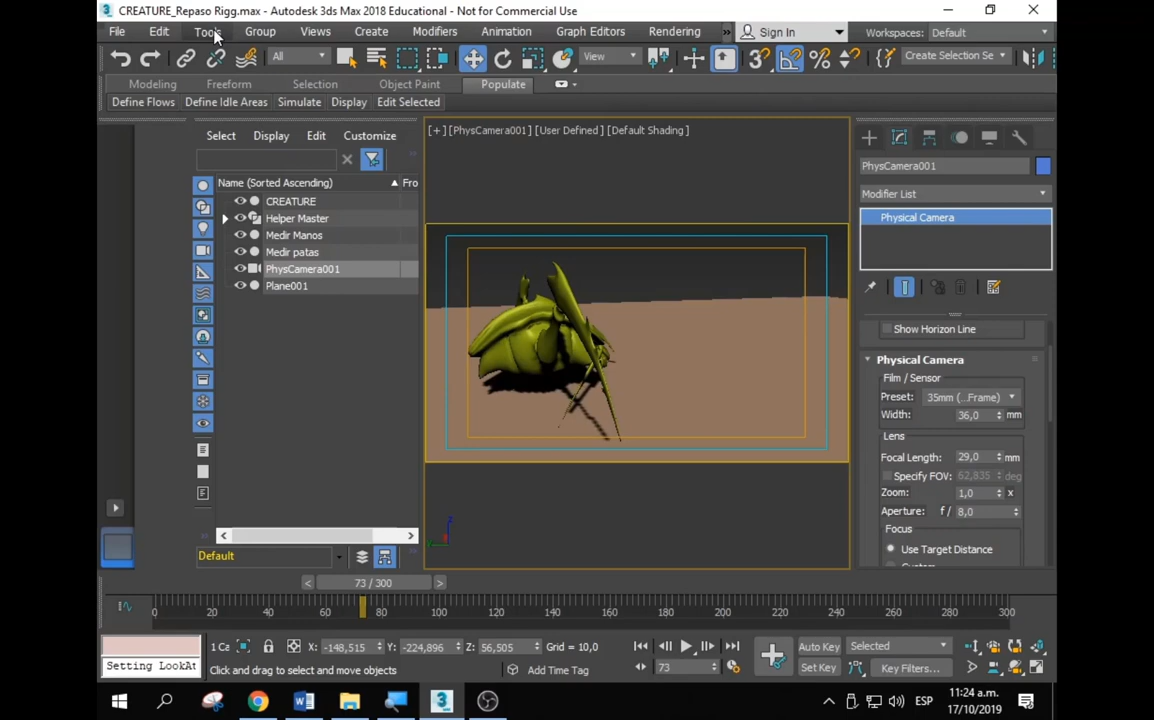 CREATURE_Repaso Rigg.max - Autodesk 3ds Max 2018 Educational - Not for Commercial Use
File Edit Tools Group Views Create Modifiers Animation Graph Editors Rendering » Sign In Workspaces: Default
All View Create Selection Se
Modeling Freeform Selection Object Paint Populate
Define Flows Define Idle Areas Simulate Display Edit Selected
Select Display Edit Customize
Name (Sorted Ascending) Fro
CREATURE
Helper Master
Medir Manos
Medir patas
PhysCamera001
Plane001
Default
[+] [PhysCamera001] [User Defined] [Default Shading]
PhysCamera001
Modifier List
Physical Camera
Show Horizon Line
Physical Camera
Film / Sensor
Preset: 35mm (...Frame)
Width: 36,0 mm
Lens
Focal Length: 29,0 mm
Specify FOV: 62,835 deg
Zoom: 1,0 x
Aperture: f / 8,0
Focus
Use Target Distance
73 / 300
0 20 40 60 80 100 120 140 160 180 200 220 240 260 280 300
1 Ca X: -148,515 Y: -224,896 Z: 56,505 Grid = 10,0 Auto Key Selected
Setting LookAt Click and drag to select and move objects Add Time Tag 73 Set Key Key Filters...
ESP 11:24 a.m.
17/10/2019